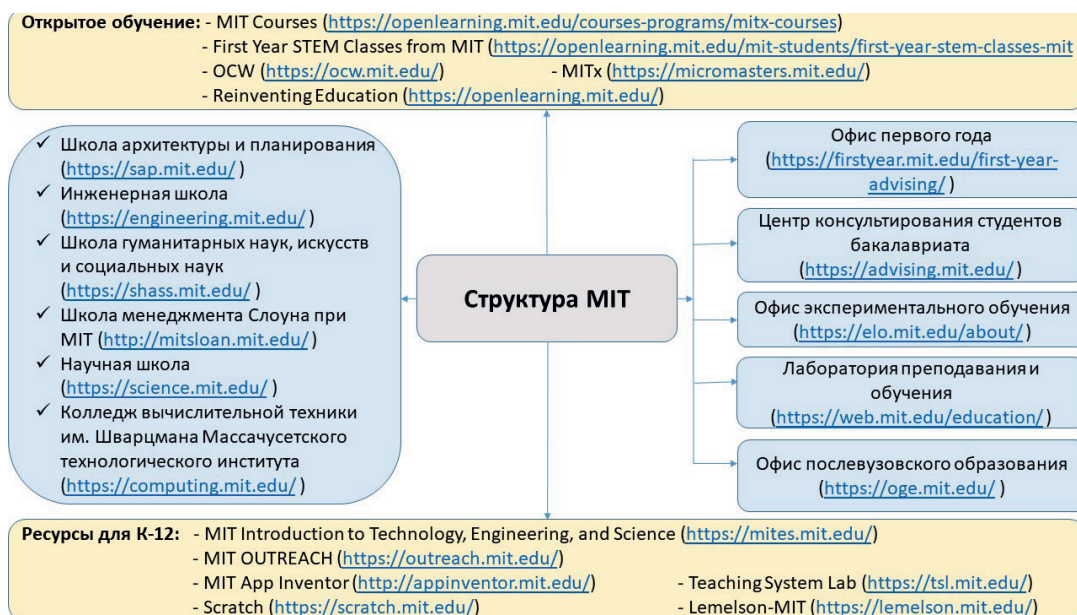 Открытое обучение: - MIT Courses (https://openlearning.mit.edu/courses-programs/mitx-courses)
- First Year STEM Classes from MIT (https://openlearning.mit.edu/mit-students/first-year-stem-classes-mit
- OCW (https://ocw.mit.edu/) - MITx (https://micromasters.mit.edu/)
- Reinventing Education (https://openlearning.mit.edu/)
✓ Школа архитектуры и планирования
(https://sap.mit.edu/ )
✓ Инженерная школа
(https://engineering.mit.edu/ )
✓ Школа гуманитарных наук, искусств
и социальных наук
(https://shass.mit.edu/ )
✓ Школа менеджмента Слоуна при
MIT (http://mitsloan.mit.edu/ )
✓ Научная школа
(https://science.mit.edu/ )
✓ Колледж вычислительной техники
им. Шварцмана Массачусетского
технологического института
(https://computing.mit.edu/ )
Структура MIT
Офис первого года
(https://firstyear.mit.edu/first-year-
advising/ )
Центр консультирования студентов
бакалавриата
(https://advising.mit.edu/ )
Офис экспериментального обучения
(https://elo.mit.edu/about/ )
Лаборатория преподавания и
обучения
(https://web.mit.edu/education/ )
Офис послевузовского образования
(https://oge.mit.edu/ )
Ресурсы для К-12: - MIT Introduction to Technology, Engineering, and Science (https://mites.mit.edu/)
- MIT OUTREACH (https://outreach.mit.edu/)
- MIT App Inventor (http://appinventor.mit.edu/) - Teaching System Lab (https://tsl.mit.edu/)
- Scratch (https://scratch.mit.edu/) - Lemelson-MIT (https://lemelson.mit.edu/)